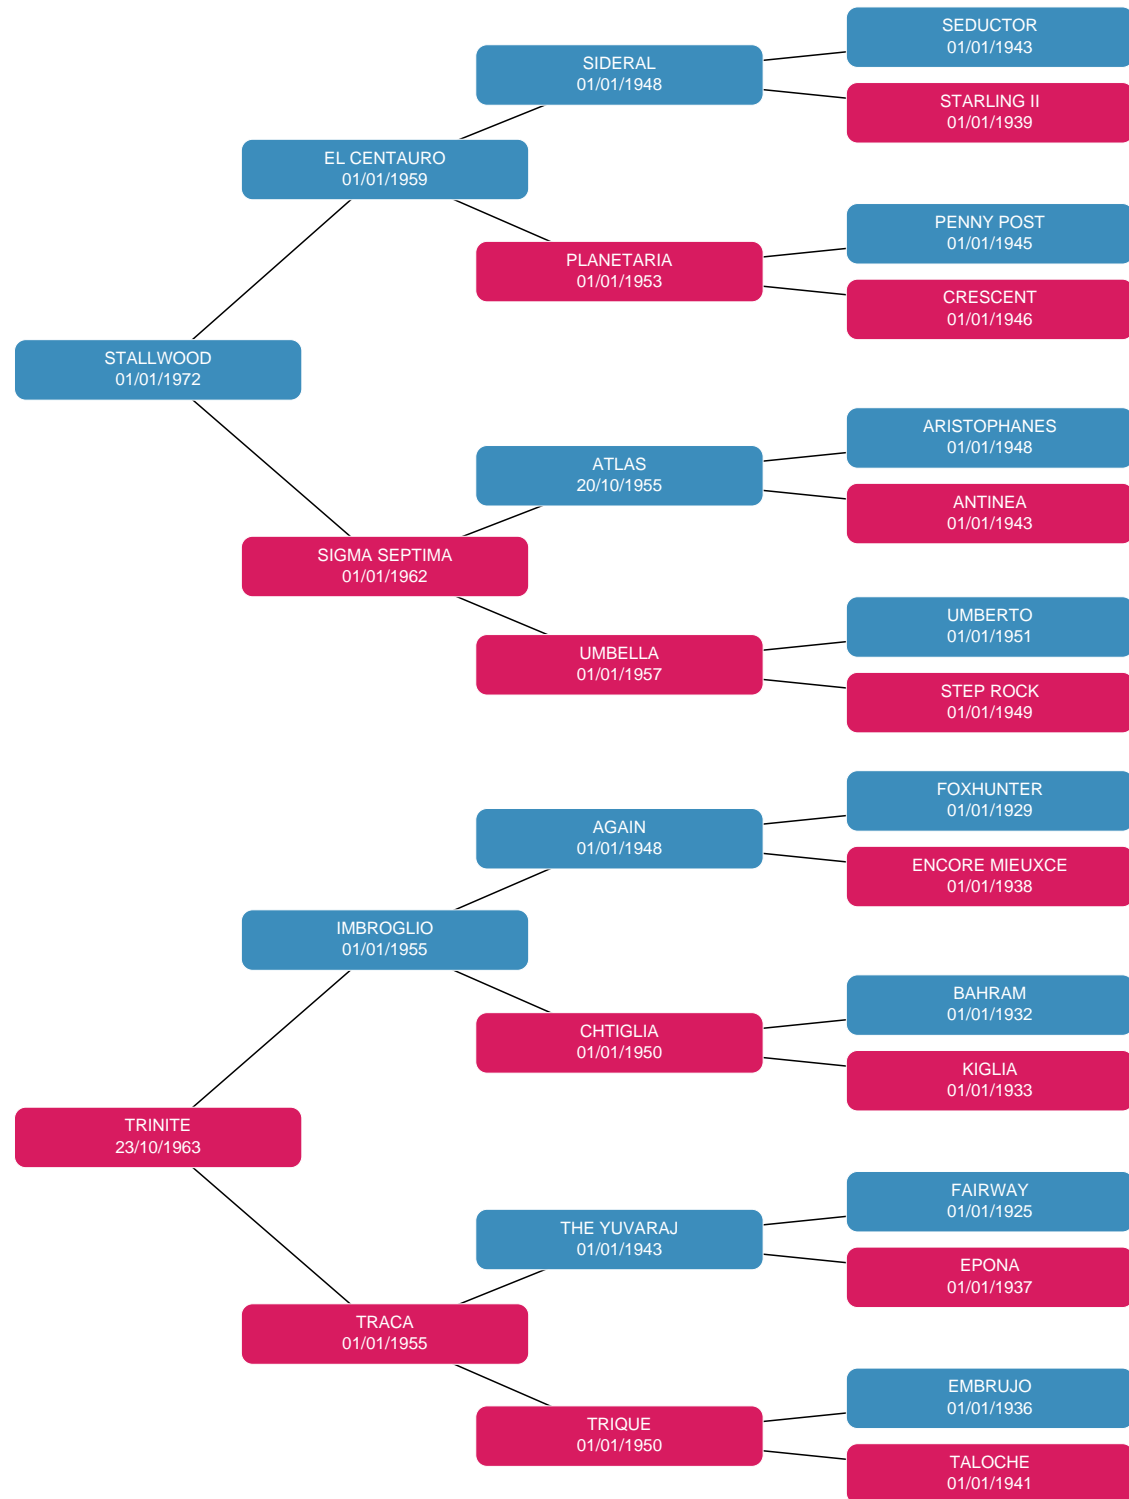 SEDUCTOR
01/01/1943
SIDERAL
01/01/1948
STARLING II
01/01/1939
EL CENTAURO
01/01/1959
PENNY POST
01/01/1945
PLANETARIA
01/01/1953
CRESCENT
01/01/1946
STALLWOOD
01/01/1972
ARISTOPHANES
01/01/1948
ATLAS
20/10/1955
ANTINEA
01/01/1943
SIGMA SEPTIMA
01/01/1962
UMBERTO
01/01/1951
UMBELLA
01/01/1957
STEP ROCK
01/01/1949
FOXHUNTER
01/01/1929
AGAIN
01/01/1948
ENCORE MIEUXCE
01/01/1938
IMBROGLIO
01/01/1955
BAHRAM
01/01/1932
CHTIGLIA
01/01/1950
KIGLIA
01/01/1933
TRINITE
23/10/1963
FAIRWAY
01/01/1925
THE YUVARAJ
01/01/1943
EPONA
01/01/1937
TRACA
01/01/1955
EMBRUJO
01/01/1936
TRIQUE
01/01/1950
TALOCHE
01/01/1941